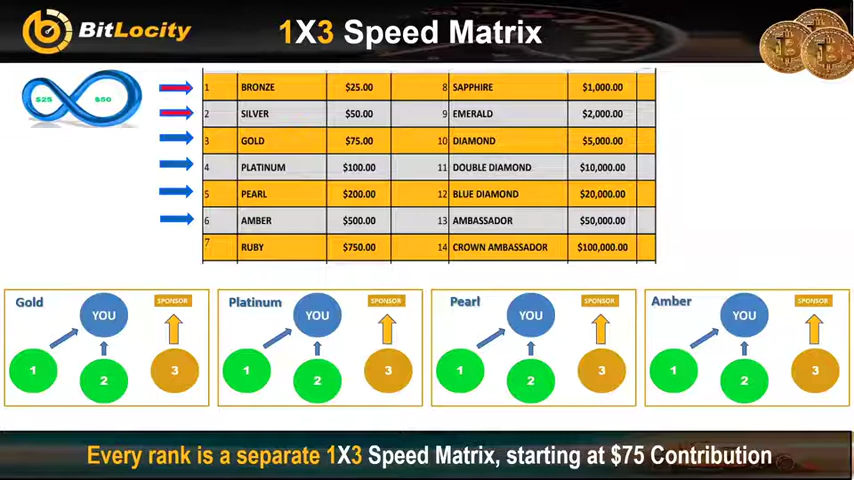 BitLocity
1X3 Speed Matrix
$25 $50
1 BRONZE $25.00 8 SAPPHIRE $1,000.00
2 SILVER $50.00 9 EMERALD $2,000.00
3 GOLD $75.00 10 DIAMOND $5,000.00
4 PLATINUM $100.00 11 DOUBLE DIAMOND $10,000.00
5 PEARL $200.00 12 BLUE DIAMOND $20,000.00
6 AMBER $500.00 13 AMBASSADOR $50,000.00
7 RUBY $750.00 14 CROWN AMBASSADOR $100,000.00
Gold YOU SPONSOR
1 2 3
Platinum YOU SPONSOR
1 2 3
Pearl YOU SPONSOR
1 2 3
Amber YOU SPONSOR
1 2 3
Every rank is a separate 1X3 Speed Matrix, starting at $75 Contribution